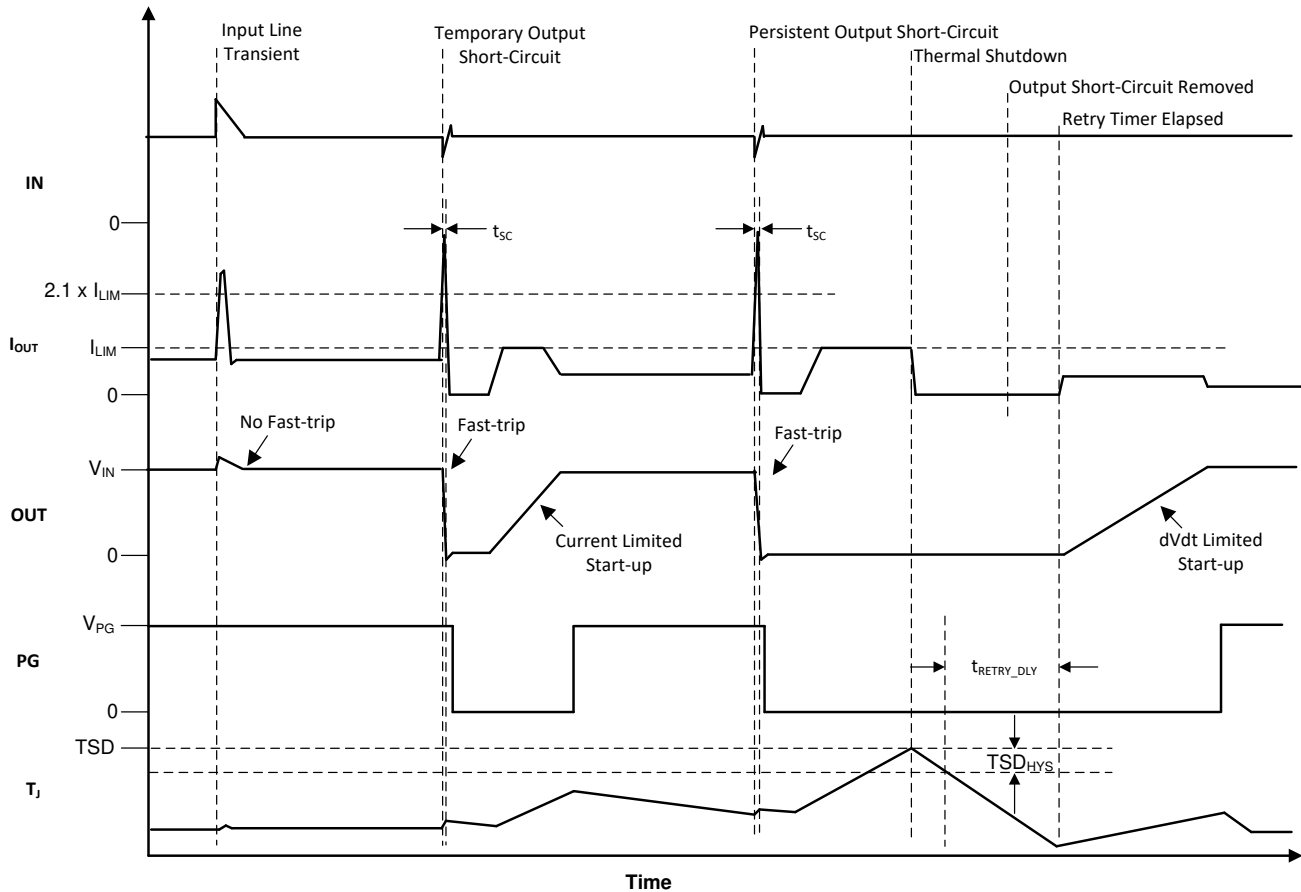 Input Line
Transient
Temporary Output
Short-Circuit
Persistent Output Short-Circuit
Thermal Shutdown
Output Short-Circuit Removed
Retry Timer Elapsed
IN
0
tSC
tSC
2.1 x ILIM
IOUT
ILIM
0
No Fast-trip
Fast-trip
Fast-trip
VIN
OUT
Current Limited
Start-up
dVdt Limited
Start-up
0
VPG
PG
tRETRY_DLY
0
TSD
TSDHYS
TJ
Time